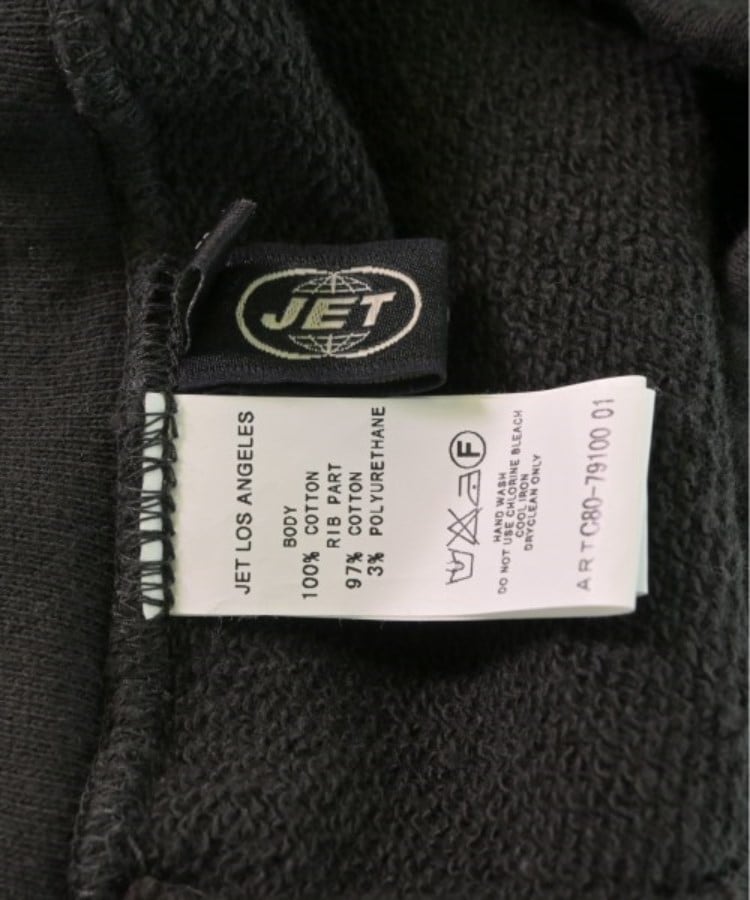 JET
JET LOS ANGELES
BODY
100% COTTON
RIB PART
97% COTTON
3% POLYURETHANE
F
HAND WASH
DO NOT USE CHLORINE BLEACH
COOL IRON
DRYCLEAN ONLY
ART C80-79100 01